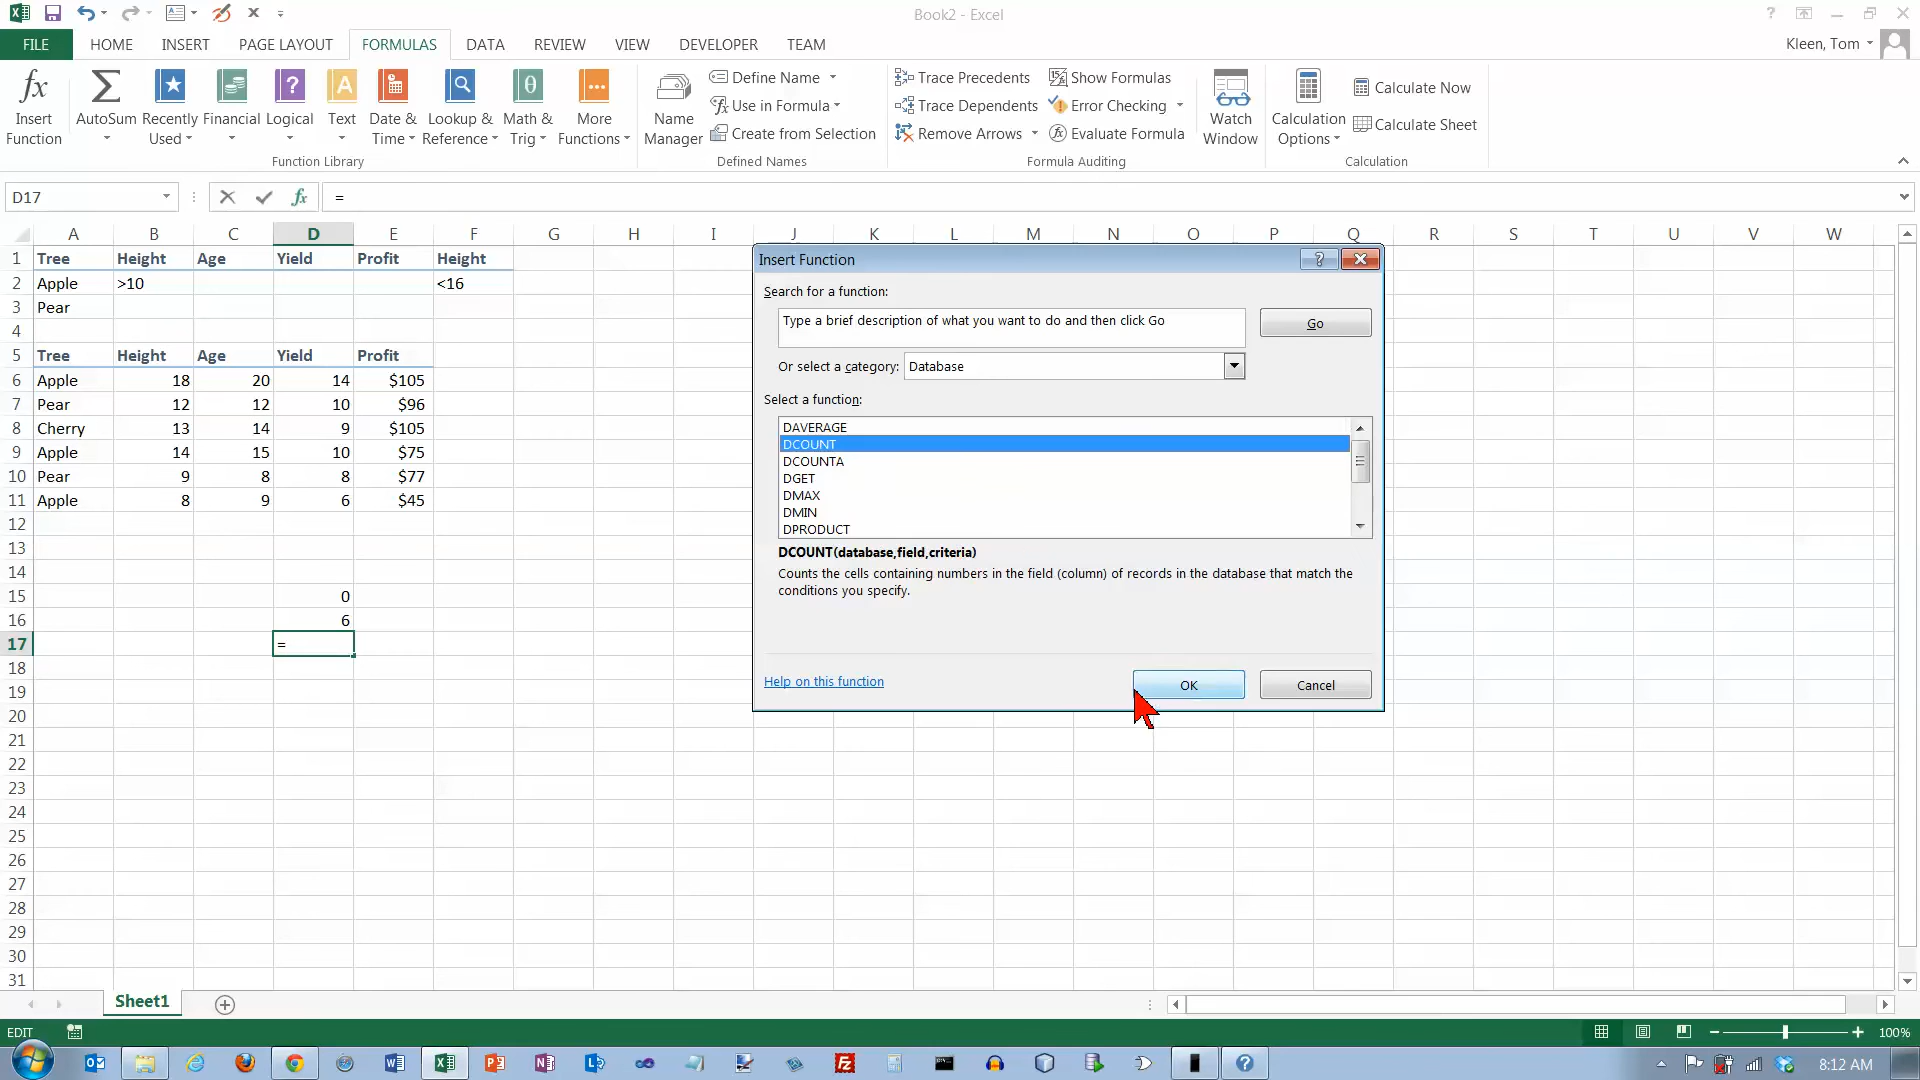 Book2 - Excel
FILE HOME INSERT PAGE LAYOUT FORMULAS DATA REVIEW VIEW DEVELOPER TEAM Kleen, Tom
Insert Function
AutoSum
Recently Used
Financial
Logical
Text
Date & Time
Lookup & Reference
Math & Trig
More Functions
Function Library
Name Manager
Define Name
Use in Formula
Create from Selection
Defined Names
Trace Precedents
Trace Dependents
Remove Arrows
Show Formulas
Error Checking
Evaluate Formula
Formula Auditing
Watch Window
Calculation Options
Calculate Now
Calculate Sheet
Calculation
D17 fx =
A B C D E F G H I J K L M N O P Q R S T U V W
1 Tree Height Age Yield Profit Height
2 Apple >10 <16
3 Pear
4
5 Tree Height Age Yield Profit
6 Apple 18 20 14 $105
7 Pear 12 12 10 $96
8 Cherry 13 14 9 $105
9 Apple 14 15 10 $75
10 Pear 9 8 8 $77
11 Apple 8 9 6 $45
12
13
14
15 0
16 6
17 =
18
19
20
21
22
23
24
25
26
27
28
29
30
31
Insert Function
Search for a function:
Type a brief description of what you want to do and then click Go
Go
Or select a category: Database
Select a function:
DAVERAGE
DCOUNT
DCOUNTA
DGET
DMAX
DMIN
DPRODUCT
DCOUNT(database,field,criteria)
Counts the cells containing numbers in the field (column) of records in the database that match the
conditions you specify.
Help on this function
OK Cancel
Sheet1
EDIT 100%
8:12 AM